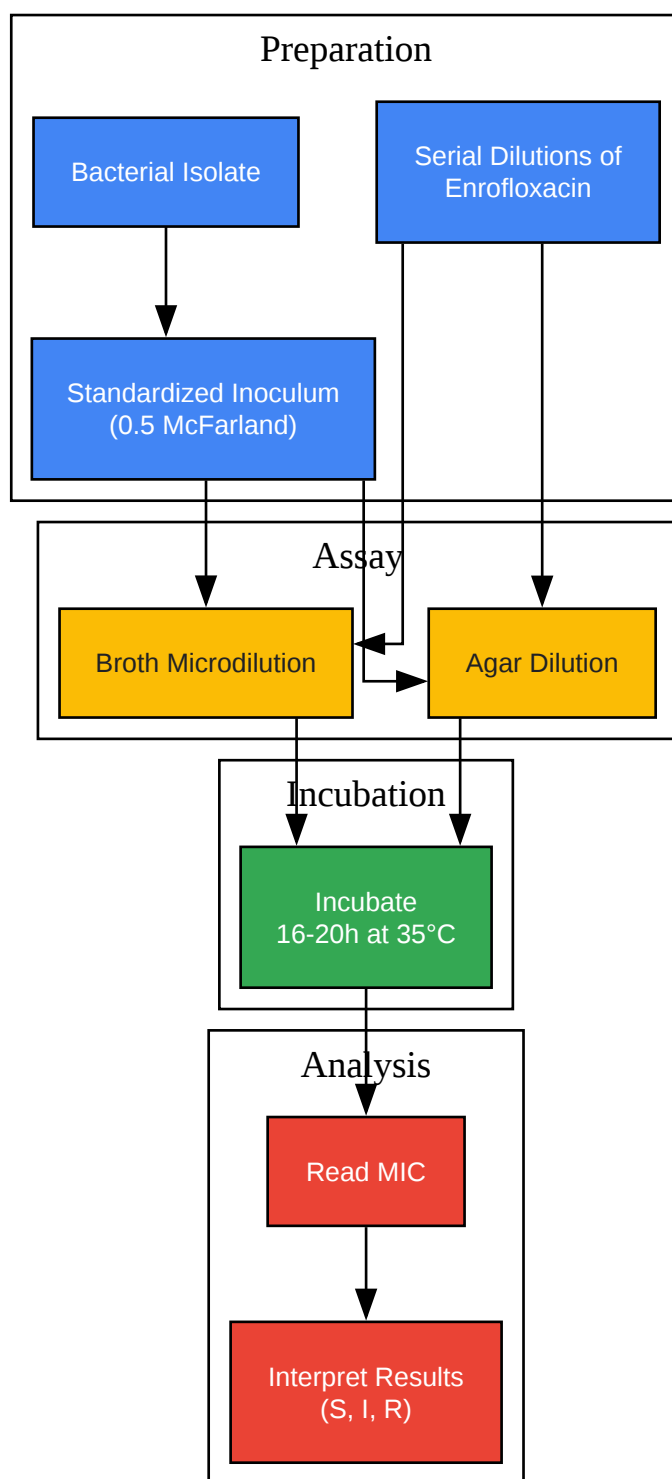 Preparation
Bacterial Isolate
Serial Dilutions of
Enrofloxacin
Standardized Inoculum
(0.5 McFarland)
Assay
Broth Microdilution
Agar Dilution
Incubation
Incubate
16-20h at 35°C
Analysis
Read MIC
Interpret Results
(S, I, R)